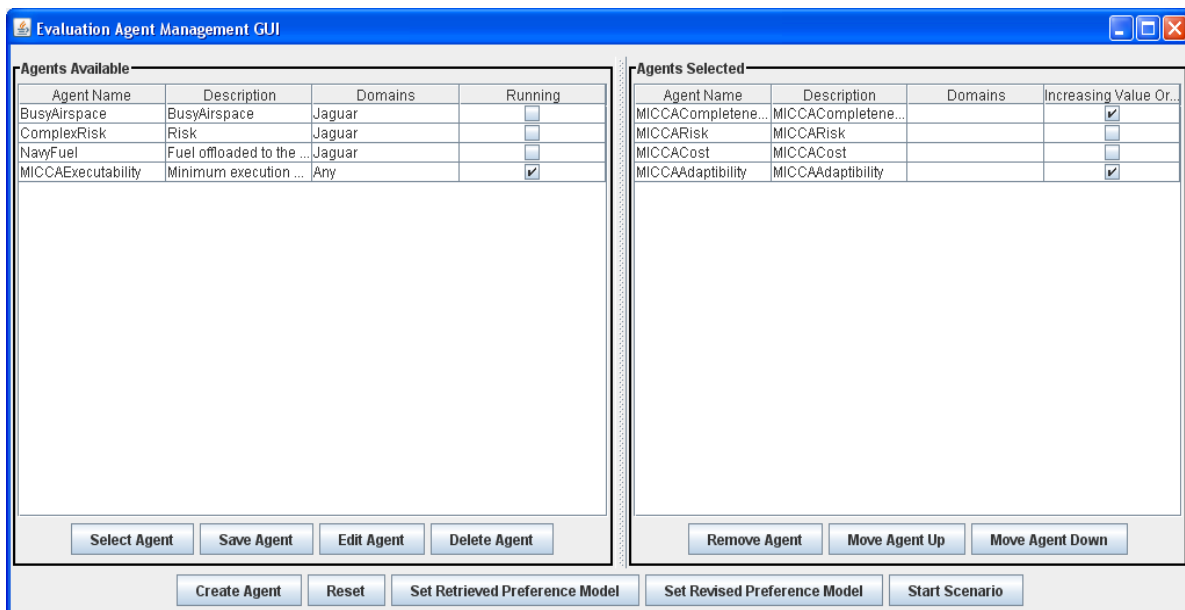 Evaluation Agent Management GUI
Agents Available
Agent Name Description Domains Running
BusyAirspace BusyAirspace Jaguar
ComplexRisk Risk Jaguar
NavyFuel Fuel offloaded to the ... Jaguar
MICCAExecutability Minimum execution ... Any
Select Agent Save Agent Edit Agent Delete Agent
Agents Selected
Agent Name Description Domains Increasing Value Or...
MICCACompletene... MICCACompletene...
MICCARisk MICCARisk
MICCACost MICCACost
MICCAAdaptibility MICCAAdaptibility
Remove Agent Move Agent Up Move Agent Down
Create Agent Reset Set Retrieved Preference Model Set Revised Preference Model Start Scenario